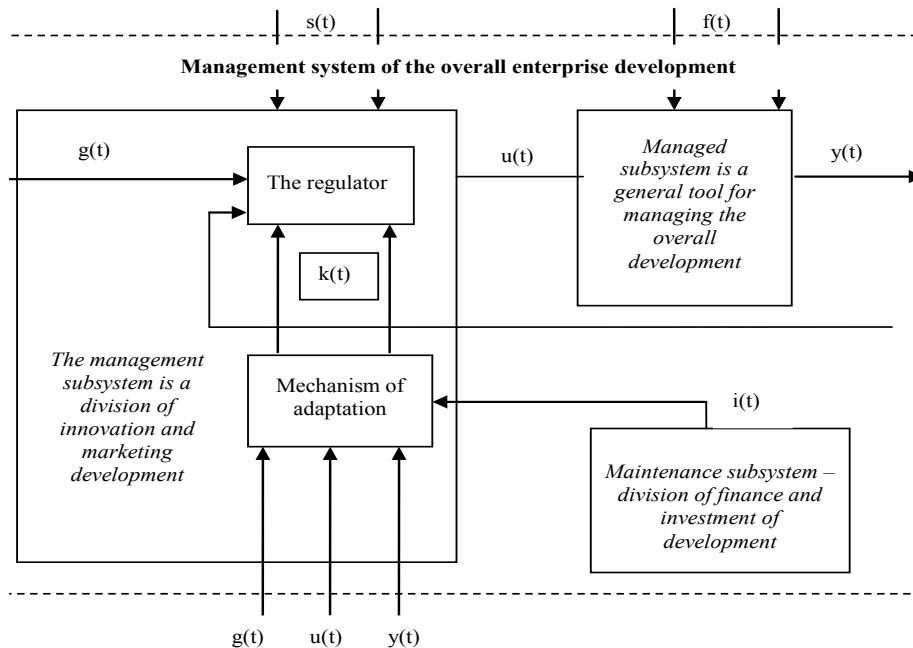 s(t)
f(t)
Management system of the overall enterprise development
g(t)
The regulator
u(t)
Managed
subsystem is a
general tool for
managing the
overall
development
y(t)
k(t)
The management
subsystem is a
division of
innovation and
marketing
development
Mechanism of
adaptation
i(t)
Maintenance subsystem –
division of finance and
investment of
development
g(t)
u(t)
y(t)